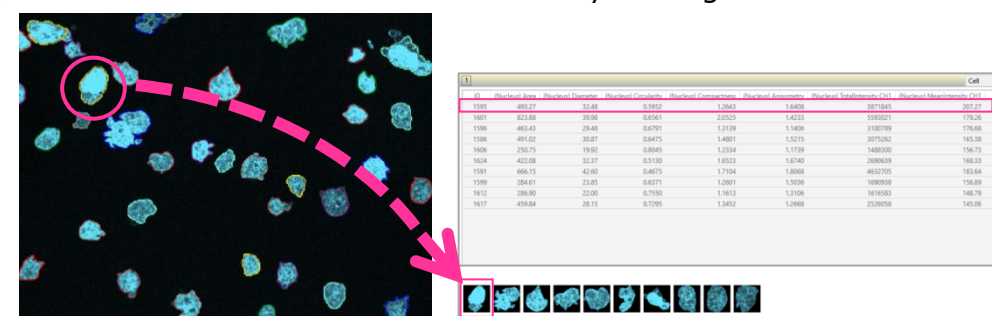 1 Cell
ID (Nucleus) Area (Nucleus) Diameter (Nucleus) Circularity (Nucleus) Compactness (Nucleus) Anisometry (Nucleus) TotalIntensity CH1 (Nucleus) MeanIntensity CH1
1595 493.27 32.48 0.5952 1.2643 1.6408 3871845 207.27
1601 823.88 39.98 0.6561 2.0525 1.4233 5593021 179.26
1596 463.43 29.48 0.6791 1.3139 1.1406 3100789 176.68
1586 491.02 30.87 0.6475 1.4801 1.5215 3075262 165.38
1606 250.75 19.92 0.8045 1.2334 1.1739 1488300 156.73
1624 422.08 32.37 0.5130 1.6523 1.6740 2690639 168.33
1591 666.15 42.60 0.4675 1.7104 1.8068 4632705 183.64
1599 284.61 23.85 0.6371 1.2601 1.5036 1690938 156.89
1612 286.90 22.00 0.7550 1.1613 1.3106 1616583 148.79
1617 459.84 28.15 0.7295 1.3452 1.2668 2526058 145.06